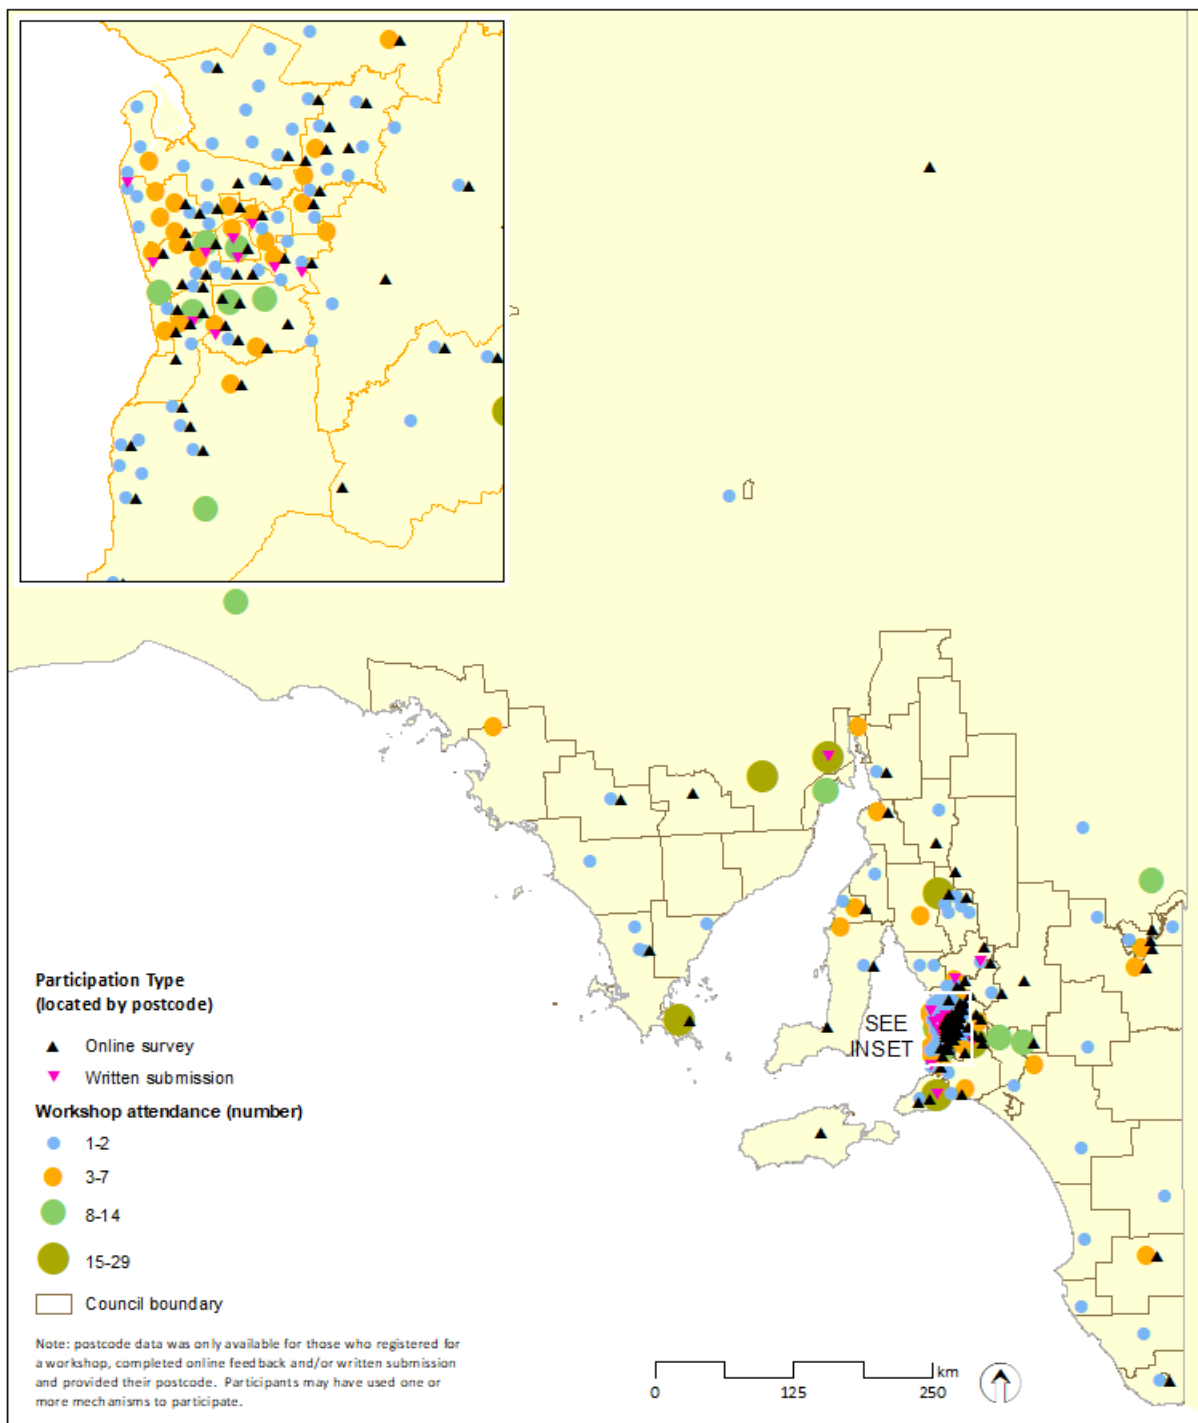 SEE
INSET
Participation Type
(located by postcode)
Online survey
Written submission
Workshop attendance (number)
1-2
3-7
8-14
15-29
Council boundary
Note: postcode data was only available for those who registered for
a workshop, completed online feedback and/or written submission
and provided their postcode. Participants may have used one or
more mechanisms to participate.
km
0 125 250